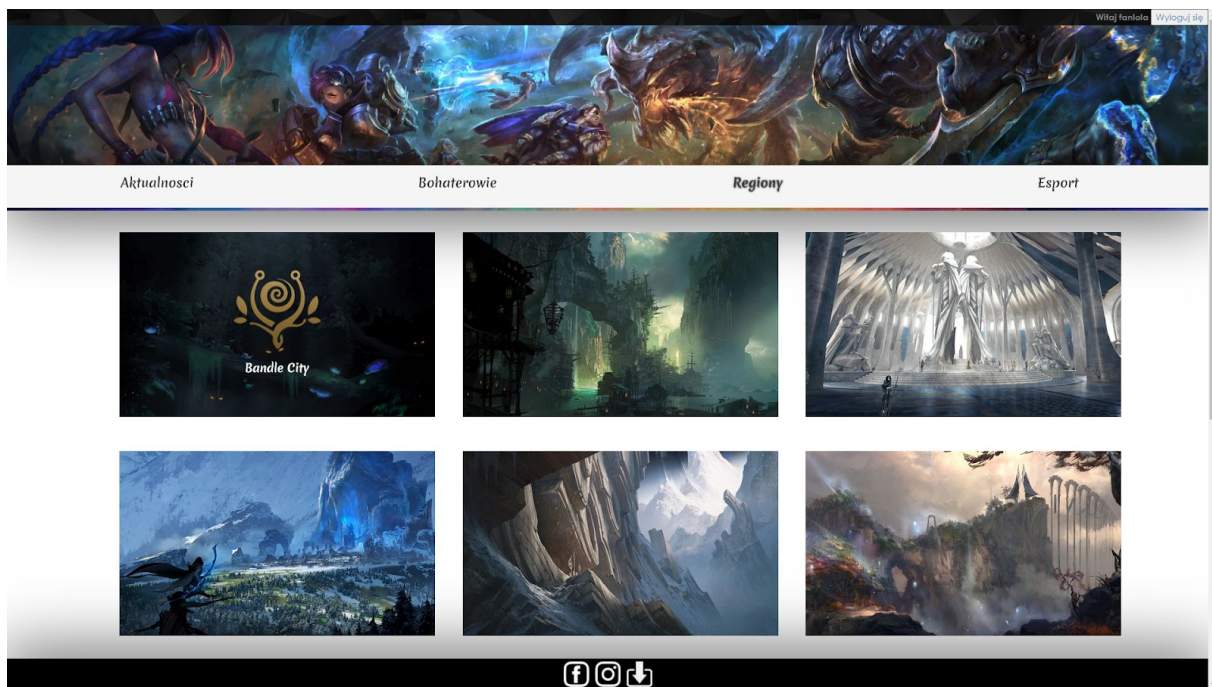 Witaj fanlola Wyloguj się
Aktualnosci Bohaterowie Regiony Esport
Bandle City